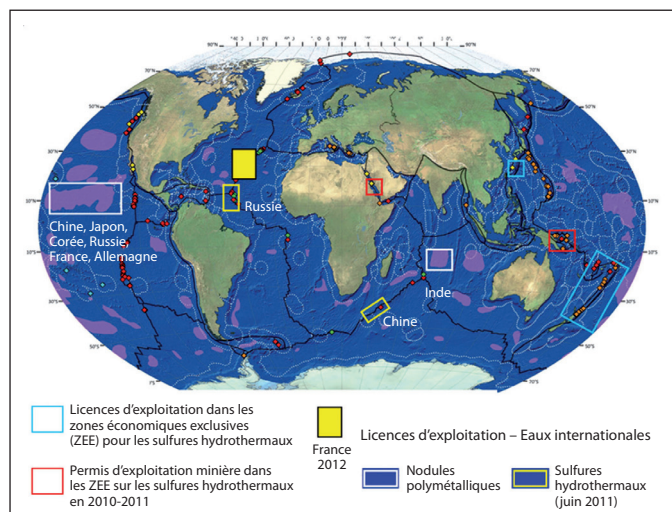 Russie
Chine, Japon,
Corée, Russie,
France, Allemagne
Inde
Chine
Licences d'exploitation dans les
zones économiques exclusives
(ZEE) pour les sulfures hydrothermaux
France
2012
Licences d'exploitation – Eaux internationales
Permis d'exploitation minière dans
les ZEE sur les sulfures hydrothermaux
en 2010-2011
Nodules
polymétalliques
Sulfures
hydrothermaux
(juin 2011)